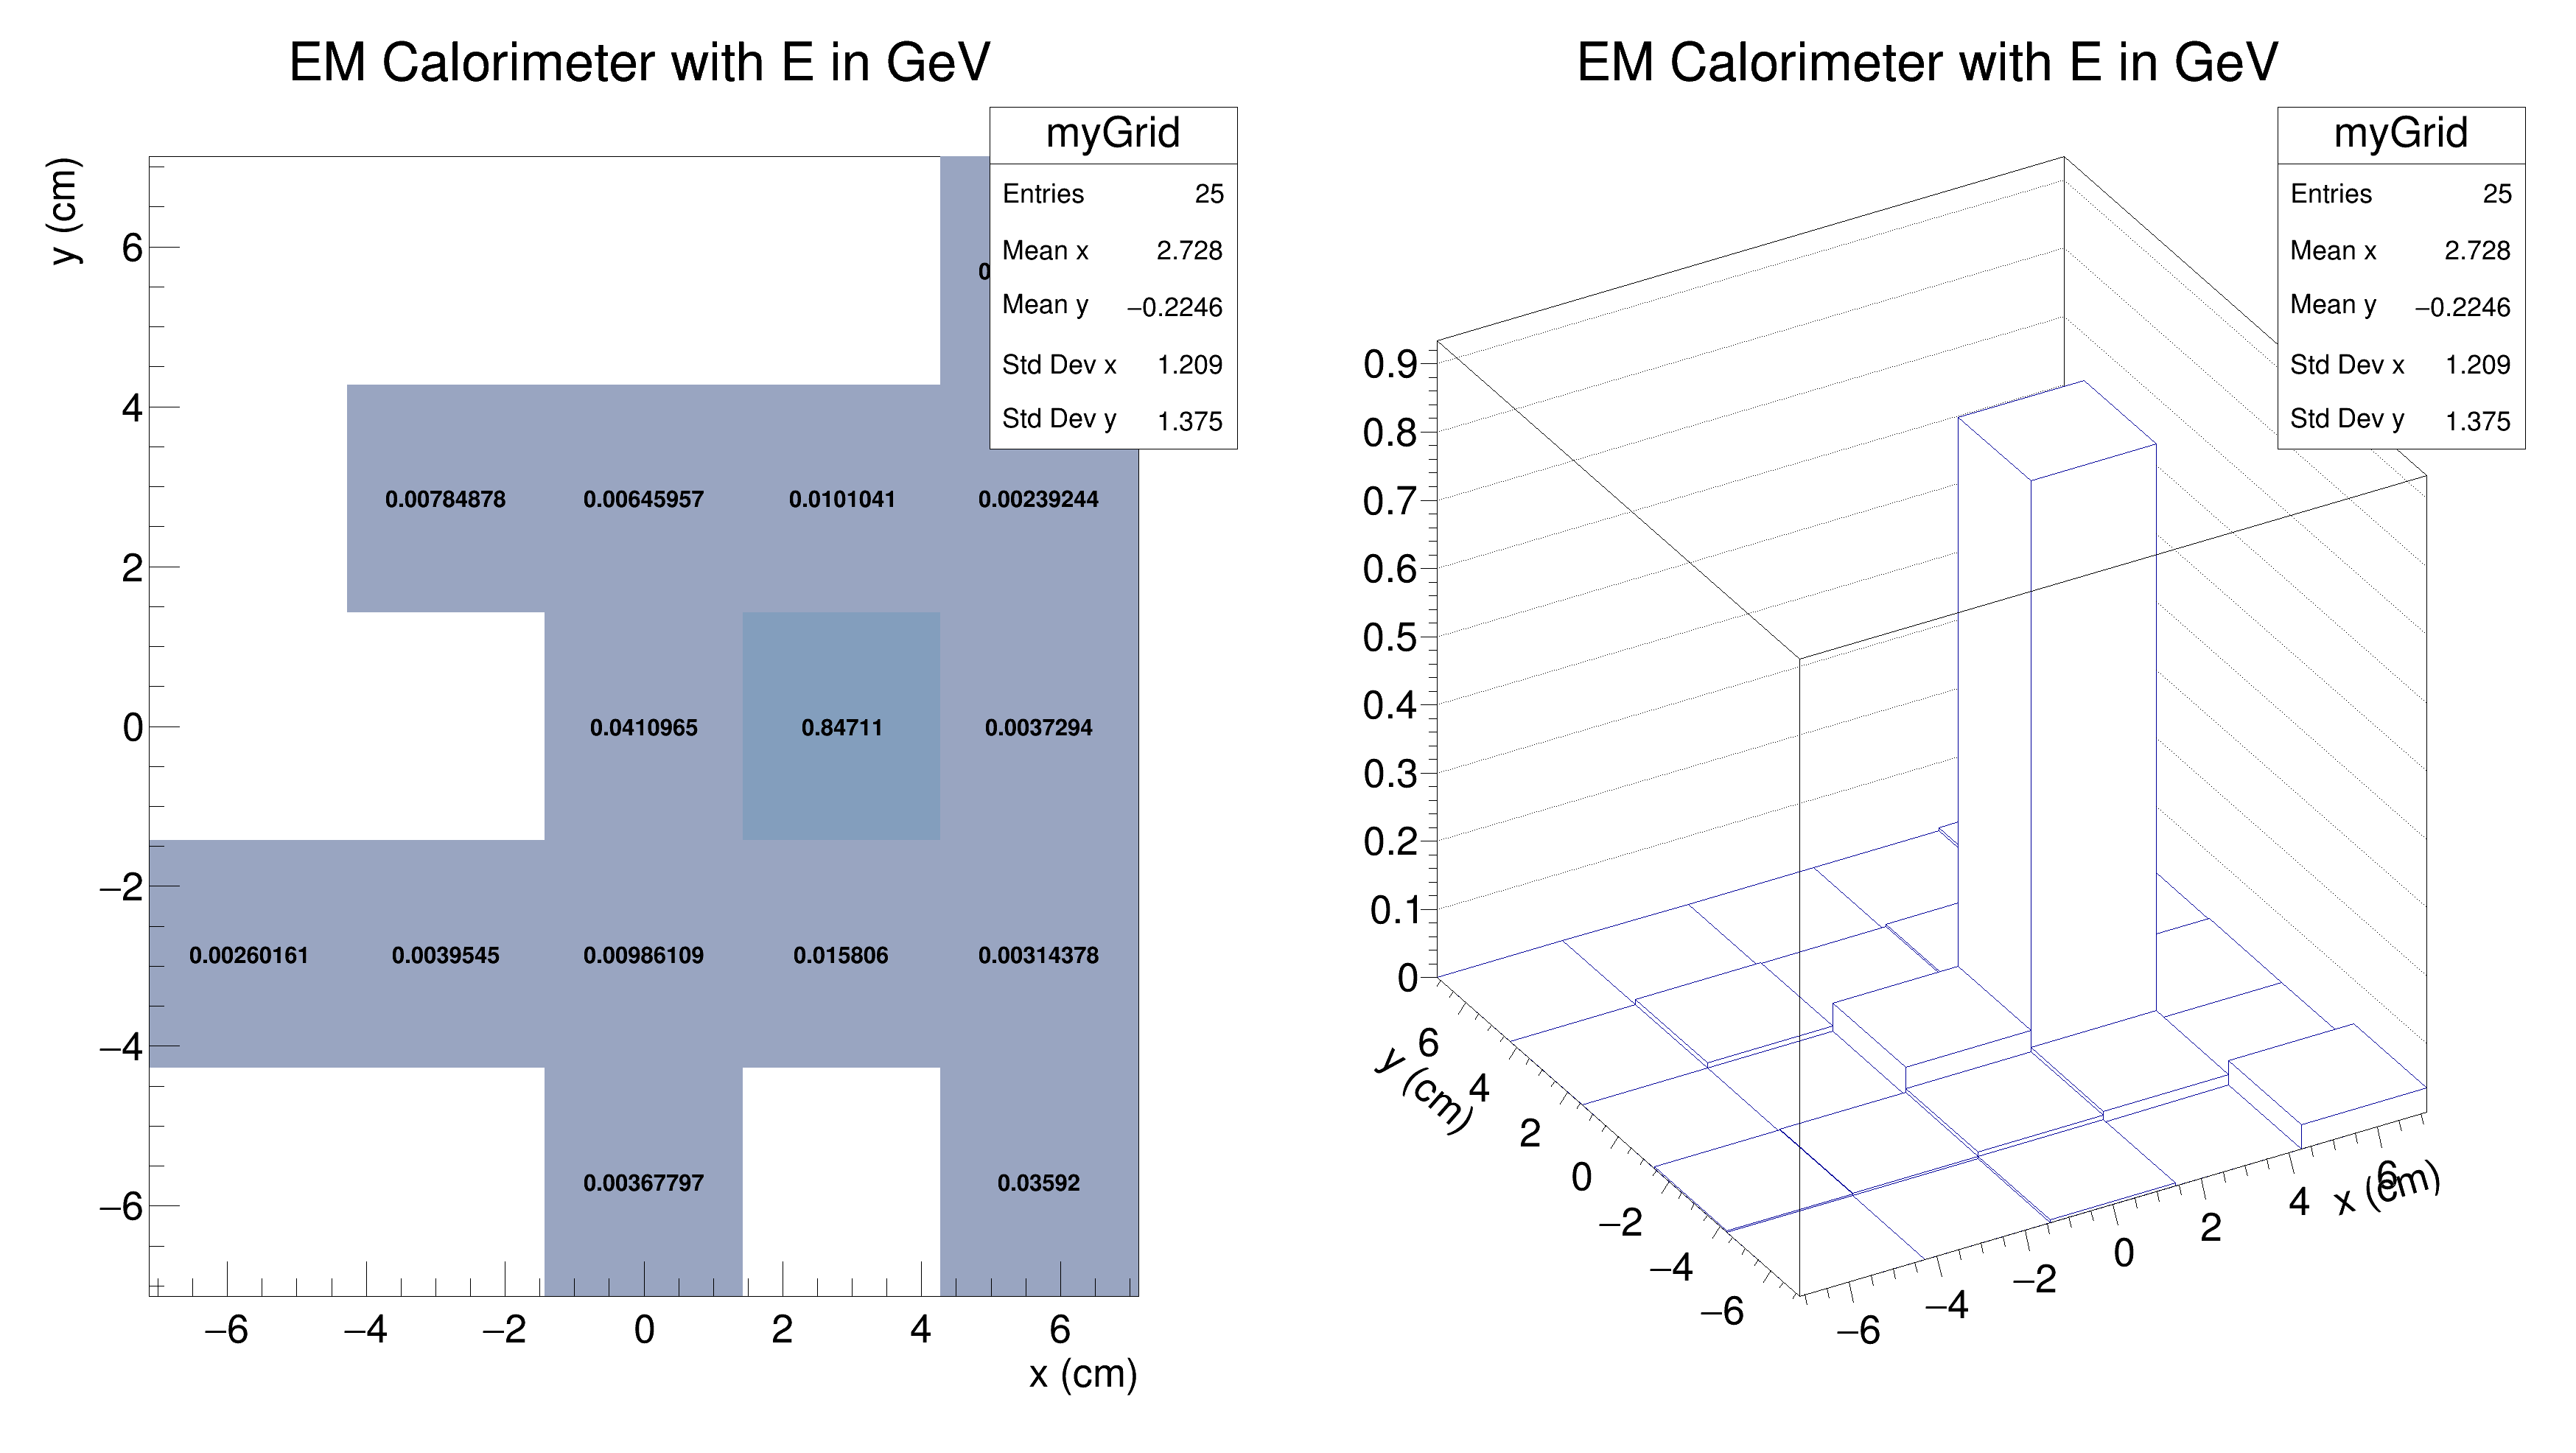 EM Calorimeter with E in GeV
myGrid
Entries 25
Mean x 2.728
Mean y −0.2246
Std Dev x 1.209
Std Dev y 1.375
y (cm)
6
4
2
0
−2
−4
−6
0.00784878 0.00645957 0.0101041 0.00239244
0.0410965 0.84711 0.0037294
0.00260161 0.0039545 0.00986109 0.015806 0.00314378
0.00367797 0.03592
−6 −4 −2 0 2 4 6
x (cm)
EM Calorimeter with E in GeV
myGrid
Entries 25
Mean x 2.728
Mean y −0.2246
Std Dev x 1.209
Std Dev y 1.375
0.9
0.8
0.7
0.6
0.5
0.4
0.3
0.2
0.1
0
6
4
2
0
−2
−4
−6
y (cm)
−6
−4
−2
0
2
4
6
x (cm)